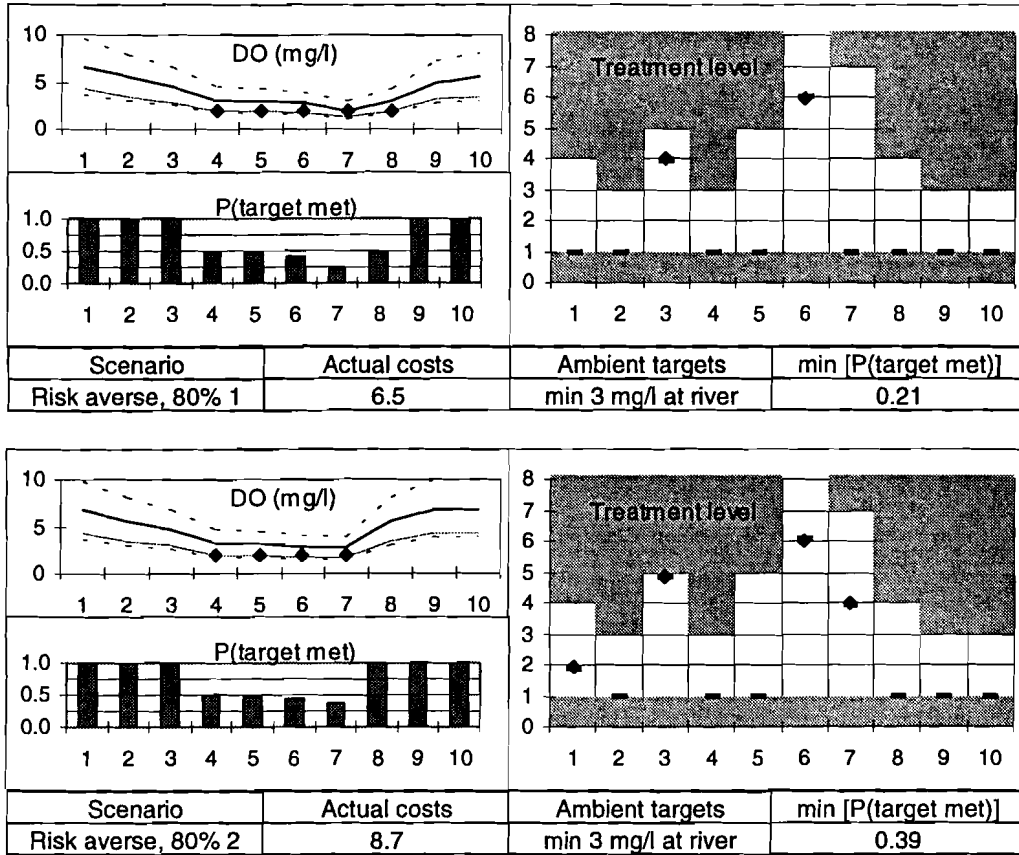 DO (mg/l)
10
5
0
1 2 3 4 5 6 7 8 9 10
P(target met)
1.0
0.5
0.0
1 2 3 4 5 6 7 8 9 10
Treatment level
8
7
6
5
4
3
2
1
0
1 2 3 4 5 6 7 8 9 10
Scenario Actual costs Ambient targets min [P(target met)]
Risk averse, 80% 1 6.5 min 3 mg/l at river 0.21
DO (mg/l)
10
5
0
1 2 3 4 5 6 7 8 9 10
P(target met)
1.0
0.5
0.0
1 2 3 4 5 6 7 8 9 10
Treatment level
8
7
6
5
4
3
2
1
0
1 2 3 4 5 6 7 8 9 10
Scenario Actual costs Ambient targets min [P(target met)]
Risk averse, 80% 2 8.7 min 3 mg/l at river 0.39